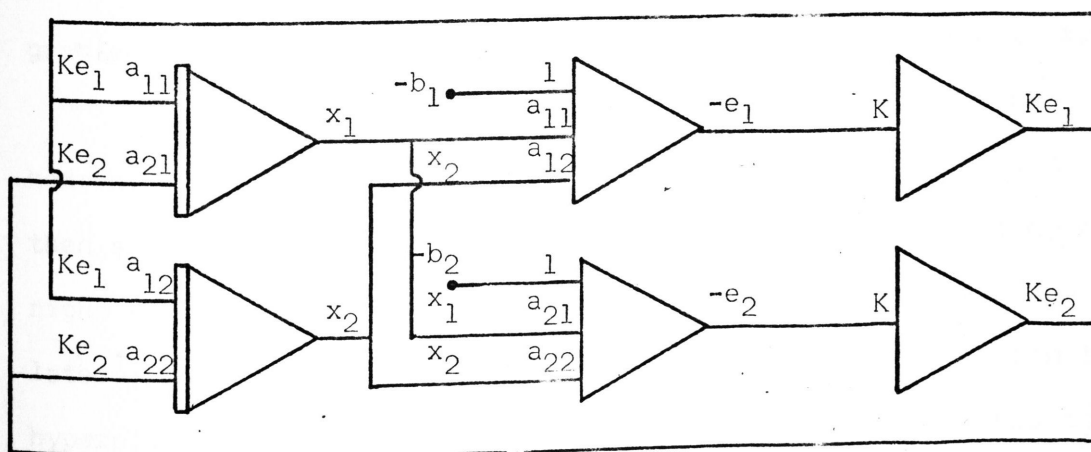 Ke1 a11
Ke2 a21
x1
-b1 1
a11
x2 a12
-e1
K
Ke1
Ke1 a12
Ke2 a22
x2
-b2 1
x1 a21
x2 a22
-e2
K
Ke2